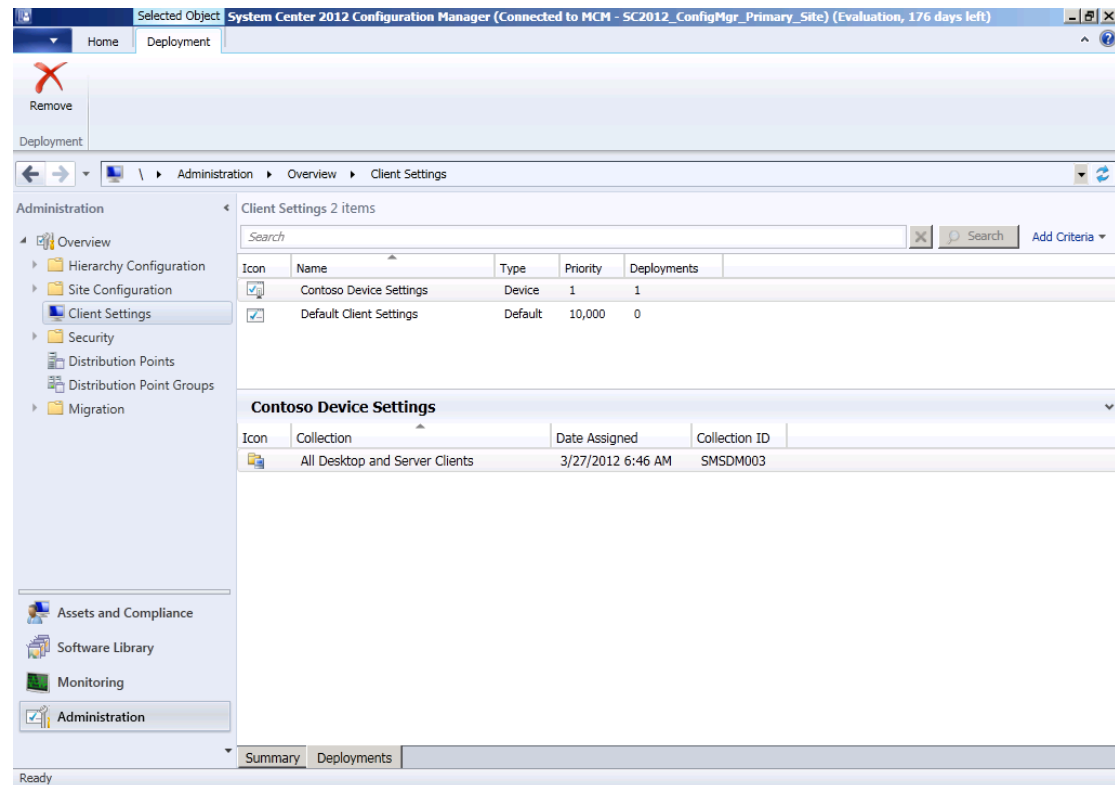 Selected Object System Center 2012 Configuration Manager (Connected to MCM - SC2012_ConfigMgr_Primary_Site) (Evaluation, 176 days left)
Home Deployment
Remove
Deployment
\ Administration Overview Client Settings
Administration
Overview
Hierarchy Configuration
Site Configuration
Client Settings
Security
Distribution Points
Distribution Point Groups
Migration
Client Settings 2 items
Search Search Add Criteria
Icon Name Type Priority Deployments
Contoso Device Settings Device 1 1
Default Client Settings Default 10,000 0
Contoso Device Settings
Icon Collection Date Assigned Collection ID
All Desktop and Server Clients 3/27/2012 6:46 AM SMSDM003
Assets and Compliance
Software Library
Monitoring
Administration
Summary Deployments
Ready